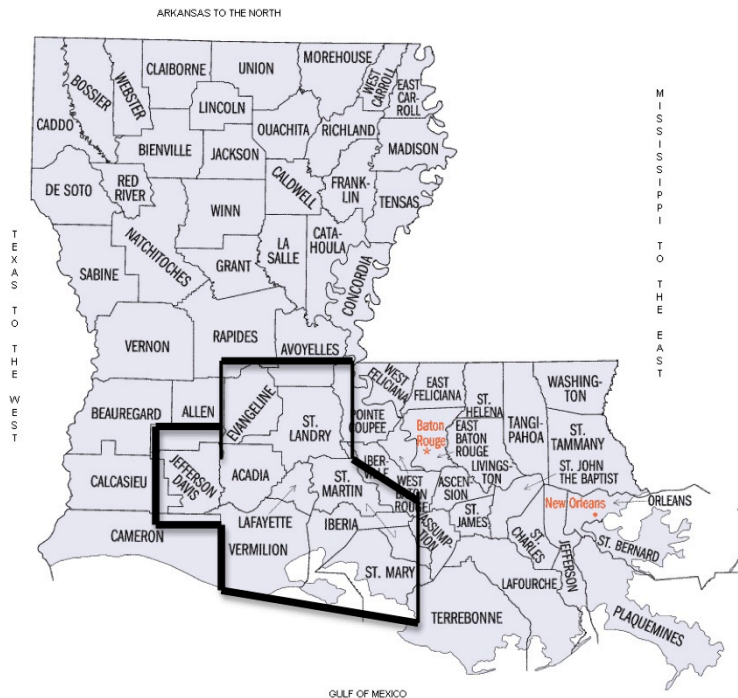 ARKANSAS TO THE NORTH
MOREHOUSE
CLAIBORNE
UNION
WEST
CARROLL
EAST
CAR-
ROLL
WEBSTER
BOSSIER
LINCOLN
CADDO
OUACHITA
RICHLAND
MADISON
BIENVILLE
JACKSON
DE SOTO
RED
RIVER
CALDWELL
FRANK-
LIN
TENSAS
WINN
NATCHITOCHES
LA
SALLE
CATA-
HOULA
CONCORDIA
SABINE
GRANT
VERNON
RAPIDES
AVOYELLES
TEXAS TO THE WEST
MISSISSIPPI TO THE EAST
WEST
FELICIANA
EAST
FELICIANA
ST.
HELENA
WASHING-
TON
BEAUREGARD
ALLEN
EVANGELINE
ST.
LANDRY
POINTE
COUPEE
Baton
Rouge
EAST
BATON
ROUGE
TANGI-
PAHOA
ST.
TAMMANY
CALCASIEU
JEFFERSON
DAVIS
ACADIA
ST.
MARTIN
IBER-
VILLE
WEST
BATON
ROUGE
ASCEN
SION
LIVINGS-
TON
ST. JOHN
THE BAPTIST
New Orleans
ORLEANS
CAMERON
LAFAYETTE
VERMILION
IBERIA
ASSUMP
TION
ST.
JAMES
ST.
CHARLES
JEFFERSON
ST. BERNARD
ST. MARY
LAFOURCHE
TERREBONNE
PLAQUEMINES
GULF OF MEXICO